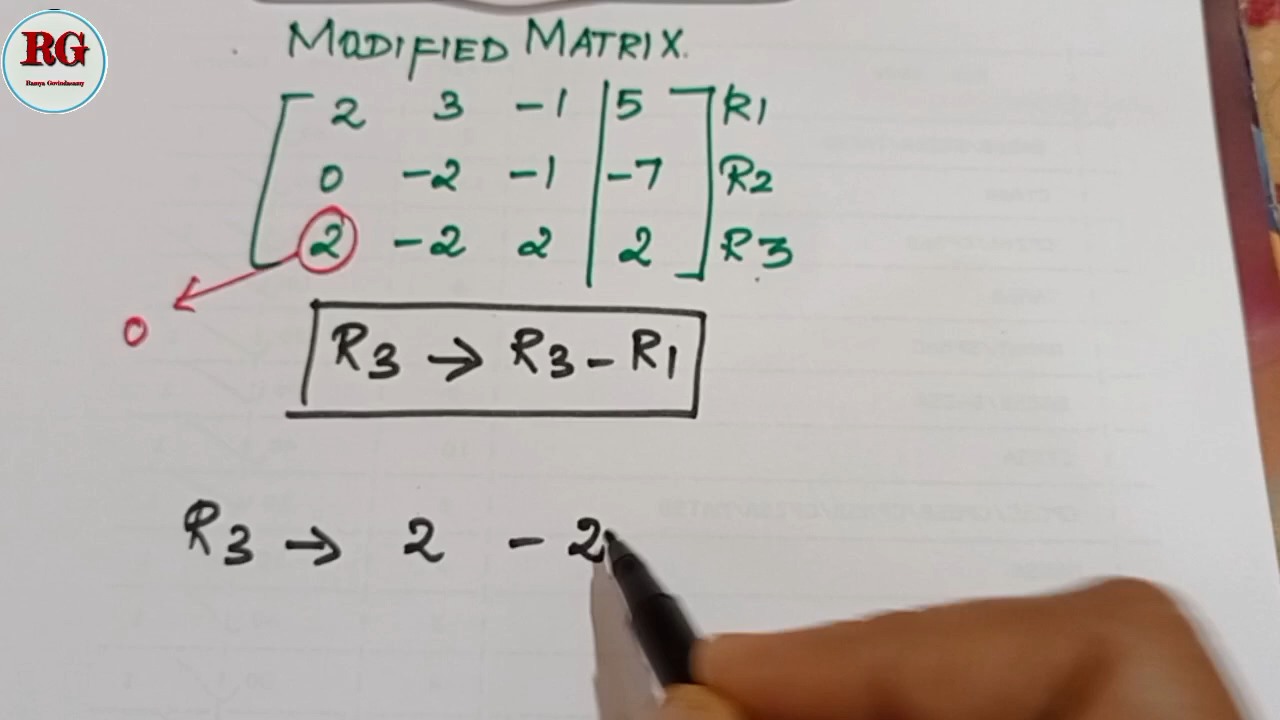 RG
Ramya Govindasamy
MODIFIED MATRIX.
2 3 -1 5 R1
0 -2 -1 -7 R2
2 -2 2 2 R3
0
R3 → R3 - R1
R3 → 2 - 2